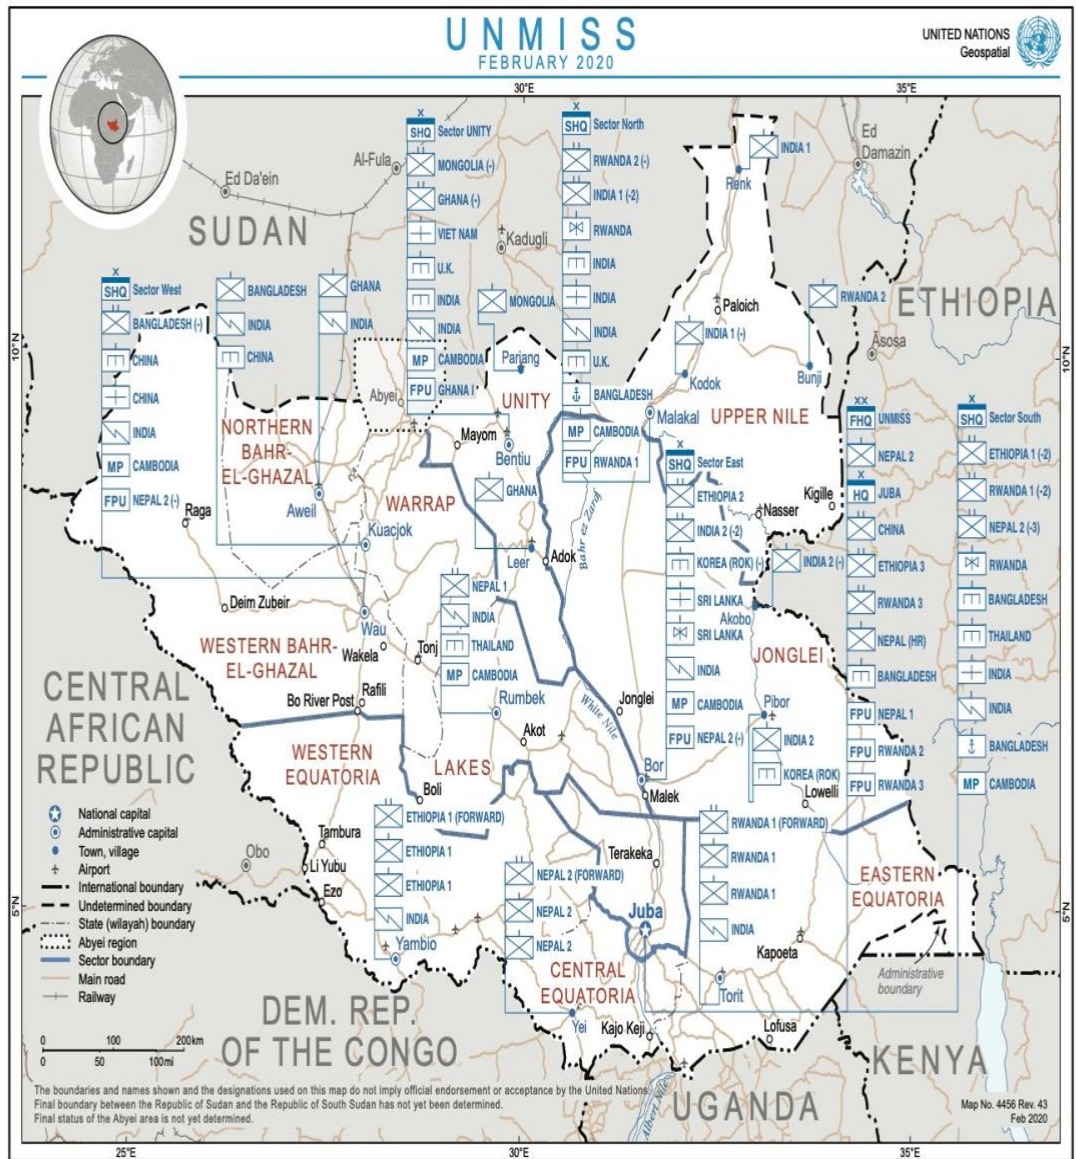 UNMISS
FEBRUARY 2020
UNITED NATIONS
Geospatial
30°E
35°E
SHQ Sector UNITY
MONGOLIA (-)
GHANA (-)
VIET NAM
U.K.
INDIA
INDIA
MP CAMBODIA
FPU GHANA I
SHQ Sector North
RWANDA 2 (-)
INDIA 1 (-2)
RWANDA
INDIA
INDIA
INDIA
U.K.
BANGLADESH
MP CAMBODIA
FPU RWANDA 1
INDIA 1
Renk
Ed
Damazin
Al-Fula
Ed Da'ein
SUDAN
Kadugli
SHQ Sector West
BANGLADESH (-)
CHINA
CHINA
INDIA
MP CAMBODIA
FPU NEPAL 2 (-)
BANGLADESH
INDIA
CHINA
GHANA
INDIA
MONGOLIA
Pariang
Paloich
RWANDA 2
ETHIOPIA
Āsosa
INDIA 1 (-)
Kodok
Bunji
10°N
10°N
Abyei
UNITY
Malakal
UPPER NILE
NORTHERN
BAHR-
EL-GHAZAL
Mayom
Bentiu
WARRAP
Aweil
Raga
Kuacjok
GHANA
Leer
Adok
Bahr ez Zaraf
SHQ Sector East
ETHIOPIA 2
INDIA 2 (-2)
KOREA (ROK) (-)
SRI LANKA
SRI LANKA
INDIA
MP CAMBODIA
FPU NEPAL 2 (-)
Nasser
Kigille
INDIA 2 (-)
Akobo
FHQ UNMISS
NEPAL 2
HQ JUBA
CHINA
ETHIOPIA 3
RWANDA 3
NEPAL (HR)
BANGLADESH
FPU NEPAL 1
FPU RWANDA 2
FPU RWANDA 3
SHQ Sector South
ETHIOPIA 1 (-2)
RWANDA 1 (-2)
NEPAL 2 (-3)
RWANDA
BANGLADESH
THAILAND
INDIA
INDIA
BANGLADESH
MP CAMBODIA
Deim Zubeir
Wau
NEPAL 1
INDIA
THAILAND
MP CAMBODIA
WESTERN BAHR-
EL-GHAZAL
Wakela
Tonj
JONGLEI
CENTRAL
AFRICAN
REPUBLIC
Bo River Post
Rafili
Rumbek
White Nile
Jonglei
Pibor
Akot
INDIA 2
KOREA (ROK)
WESTERN
EQUATORIA
LAKES
Bor
Malek
Lowelli
Boli
ETHIOPIA 1 (FORWARD)
ETHIOPIA 1
ETHIOPIA 1
INDIA
RWANDA 1 (FORWARD)
RWANDA 1
RWANDA 1
INDIA
National capital
Administrative capital
Town, village
Airport
International boundary
Undetermined boundary
State (wilayah) boundary
Abyei region
Sector boundary
Main road
Railway
Tambura
Obo
Li Yubu
Ezo
Terakeka
NEPAL 2 (FORWARD)
NEPAL 2
NEPAL 2
EASTERN
EQUATORIA
5°N
5°N
Juba
Yambio
Kapoeta
CENTRAL
EQUATORIA
Torit
Administrative
boundary
Yei
Kajo Keji
Lofusa
DEM. REP.
OF THE CONGO
KENYA
UGANDA
Albert Nile
0 100 200km
0 50 100mi
The boundaries and names shown and the designations used on this map do not imply official endorsement or acceptance by the United Nations.
Final boundary between the Republic of Sudan and the Republic of South Sudan has not yet been determined.
Final status of the Abyei area is not yet determined.
Map No. 4456 Rev. 43
Feb 2020
25°E
30°E
35°E